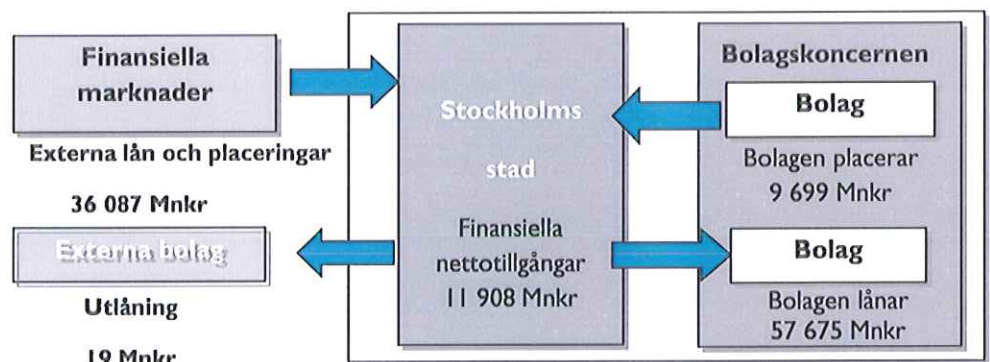 Finansiella
marknader
Externa lån och placeringar
36 087 Mnkr
Externa bolag
Utlåning
19 Mnkr
Stockholms
stad
Finansiella
nettotillgångar
11 908 Mnkr
Bolagskoncernen
Bolag
Bolagen placerar
9 699 Mnkr
Bolag
Bolagen lånar
57 675 Mnkr